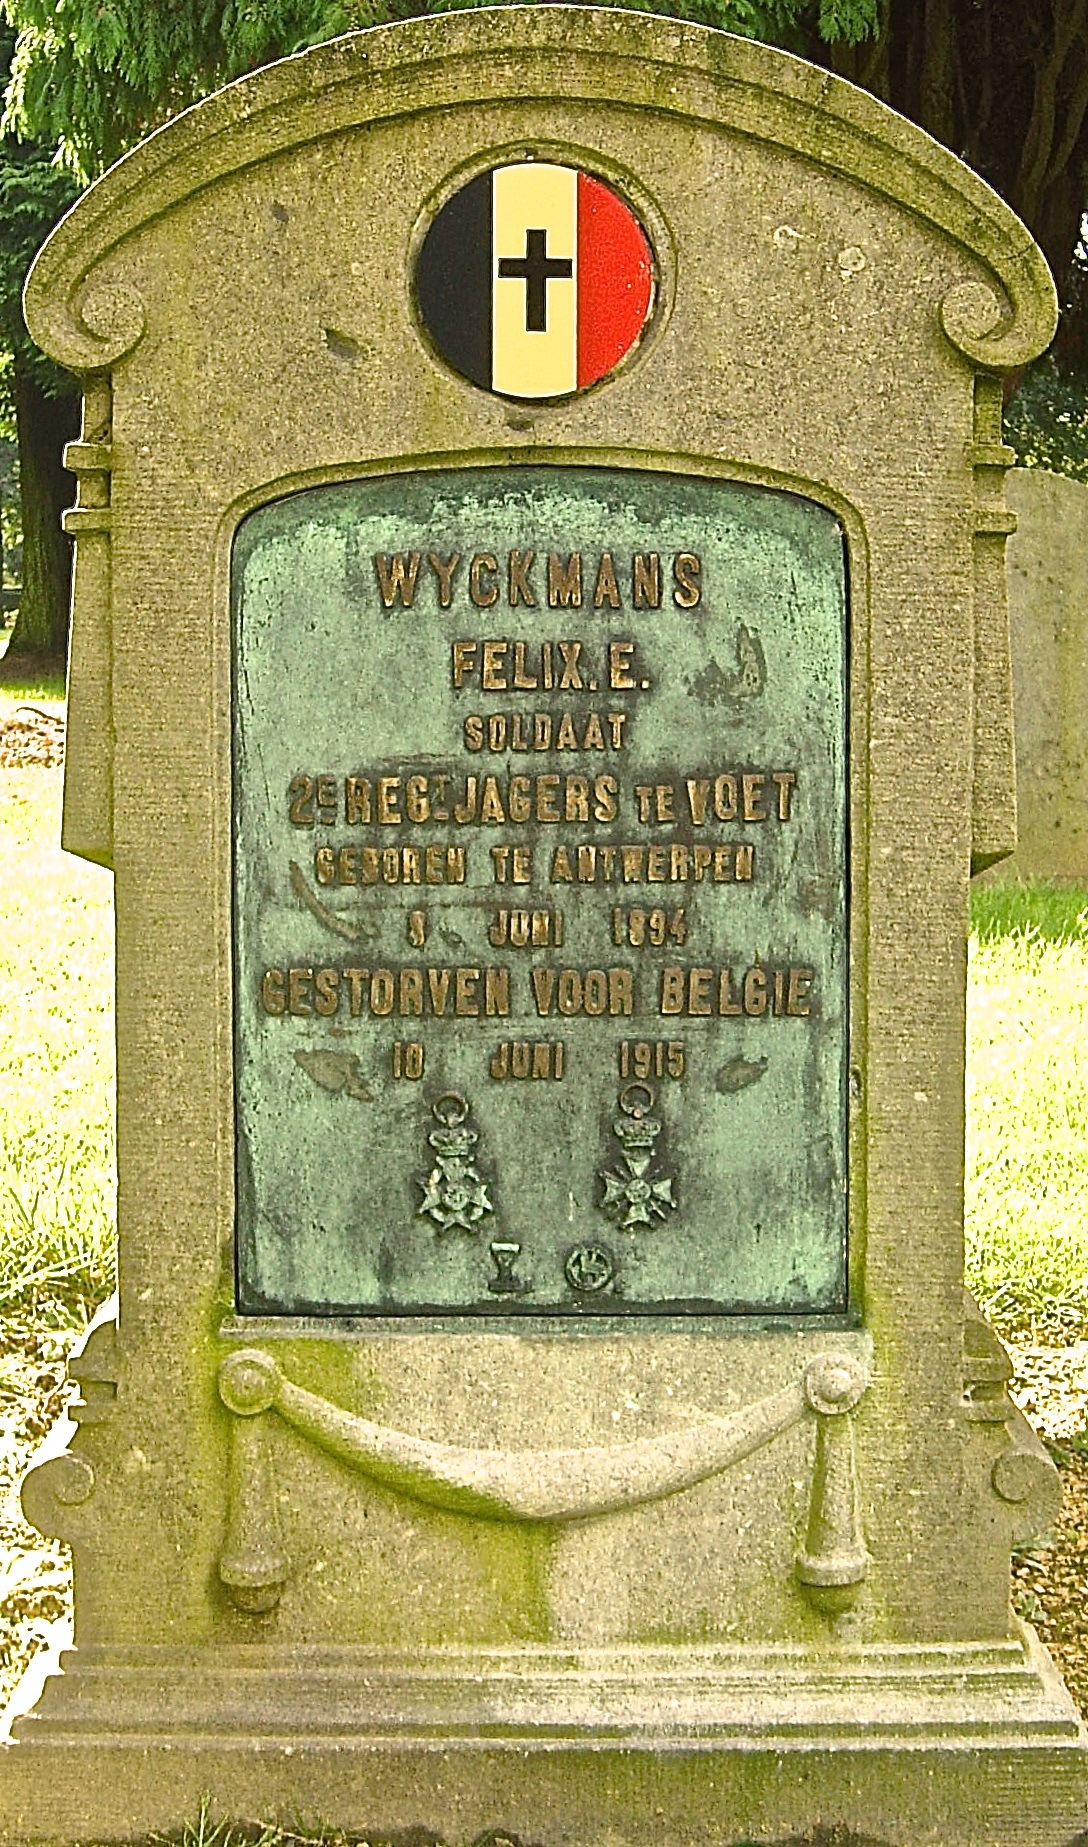 WYCKMANS
FELIX. E.
SOLDAAT
2E REGT JAGERS TE VOET
GEBOREN TE ANTWERPEN
8 JUNI 1894
GESTORVEN VOOR BELGIE
10 JUNI 1915